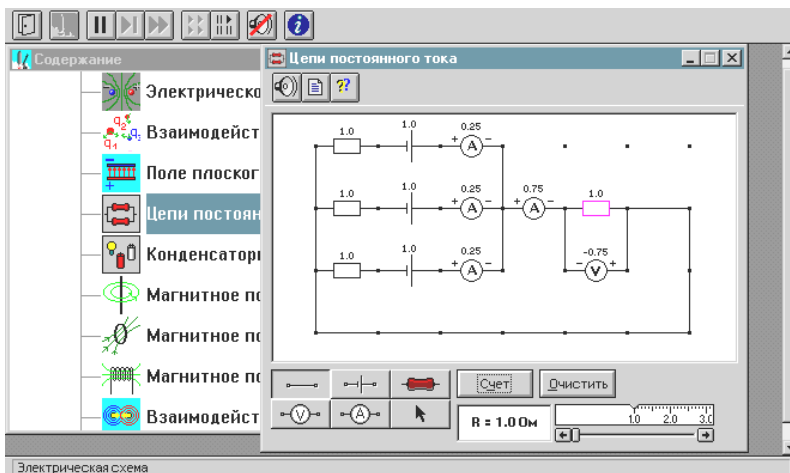 Содержание
Электрическо
Взаимодейст
Поле плоског
Цепи постоян
Конденсатор
Магнитное по
Магнитное по
Магнитное по
Взаимодейст
q₂
q₁
Цепи постоянного тока
1.0 1.0 0.25
+ A -
1.0 1.0 0.25 0.75 1.0
+ A - + A -
1.0 1.0 0.25 -0.75
+ A - - V +
V A
Счет Очистить
R = 1.0 Ом
1.0 2.0 3.0
Электрическая схема